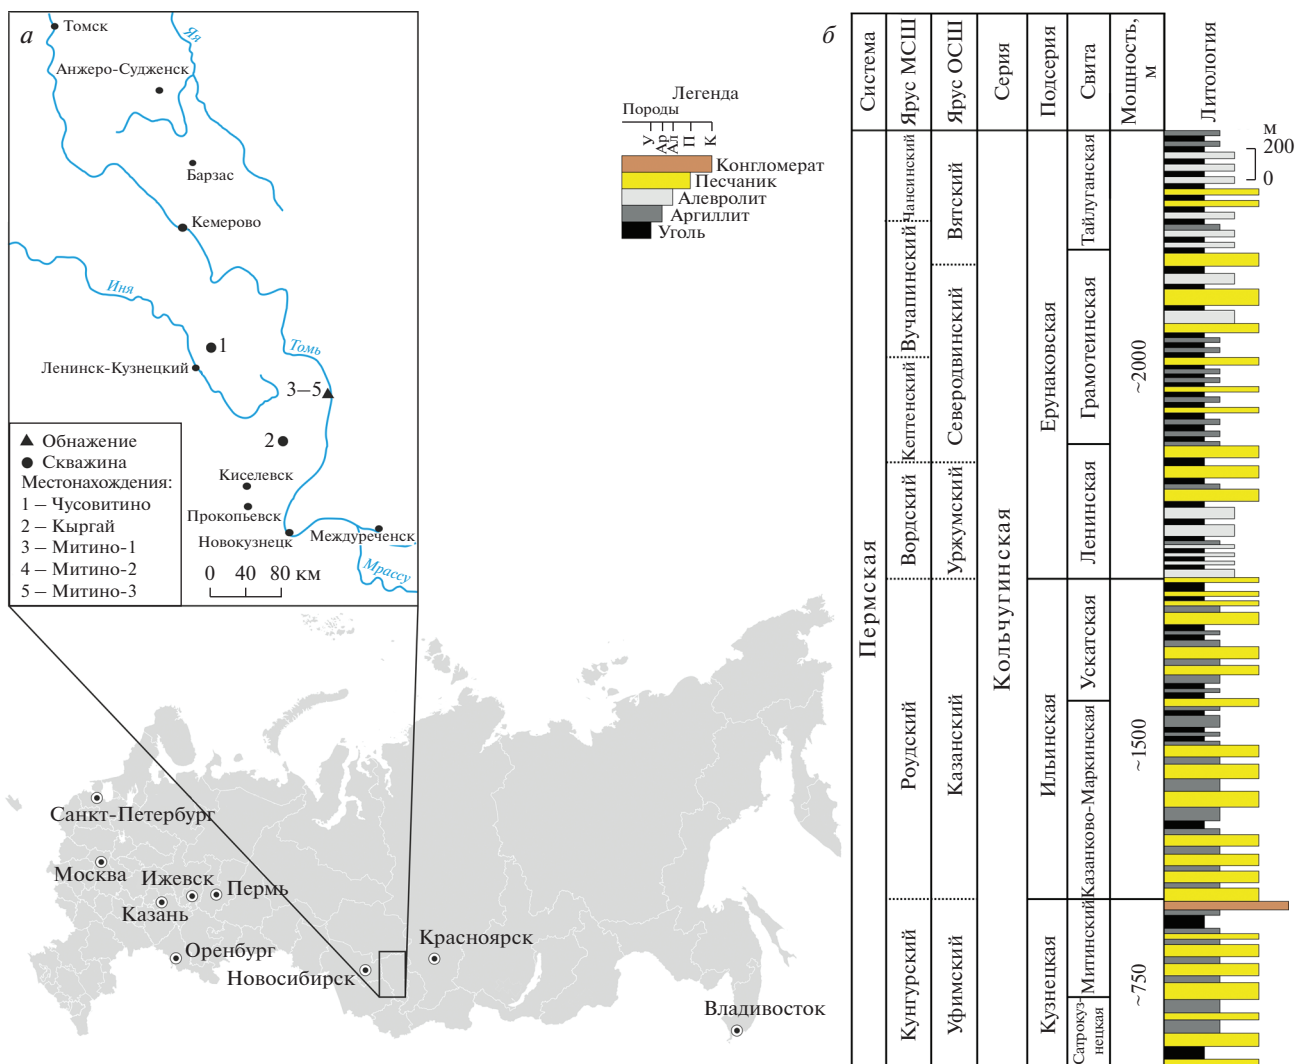 а
Томск
Яя
Анжеро-Судженск
Барзас
Кемерово
Иня
1
Томь
Ленинск-Кузнецкий
3–5
2
Киселевск
Прокопьевск
Новокузнецк
Междуреченск
Мрассу
0 40 80 км
Обнажение
Скважина
Местонахождения:
1 – Чусовитино
2 – Кыргай
3 – Митино-1
4 – Митино-2
5 – Митино-3
Легенда
Породы
У
Ар
Ал
П
К
Конгломерат
Песчаник
Алевролит
Аргиллит
Уголь
Санкт-Петербург
Москва
Ижевск
Пермь
Казань
Оренбург
Новосибирск
Красноярск
Владивосток
б
Система
Ярус МСШ
Ярус ОСШ
Серия
Подсерия
Свита
Мощность, м
Литология
м
200
0
Пермская
Чансинский
Вучапинский
Кептенский
Вордский
Роудский
Кунгурский
Вятский
Северодвинский
Уржумский
Казанский
Уфимский
Кольчугинская
Ерунаковская
Ильинская
Кузнецкая
Тайлуганская
Грамотеинская
Ленинская
Ускатская
Казанково-Маркинская
Митинский
Сатрокуз-
нецкая
~2000
~1500
~750